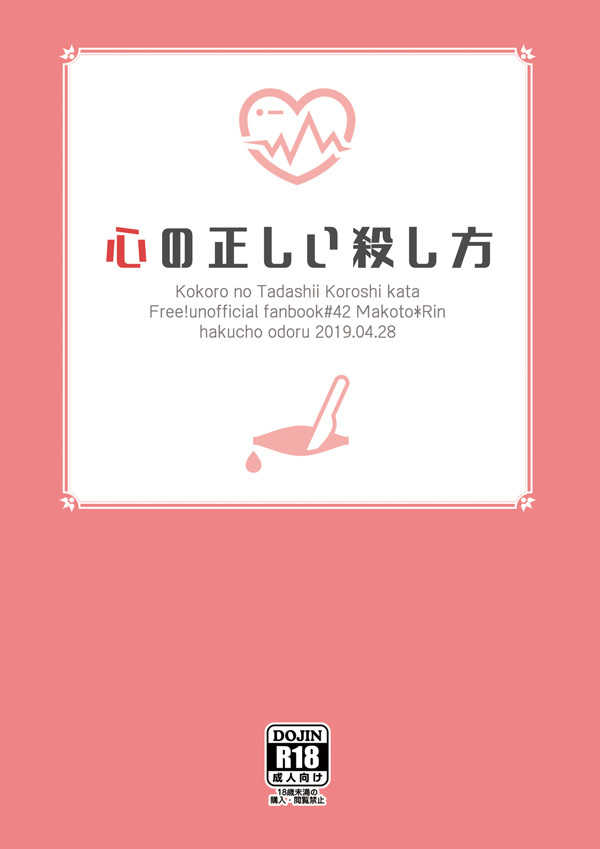 心の正しい殺し方
Kokoro no Tadashii Koroshi kata
Free!unofficial fanbook#42 Makoto*Rin
hakucho odoru 2019.04.28
DOJIN
R18
成人向け
18歳未満の
購入・閲覧禁止